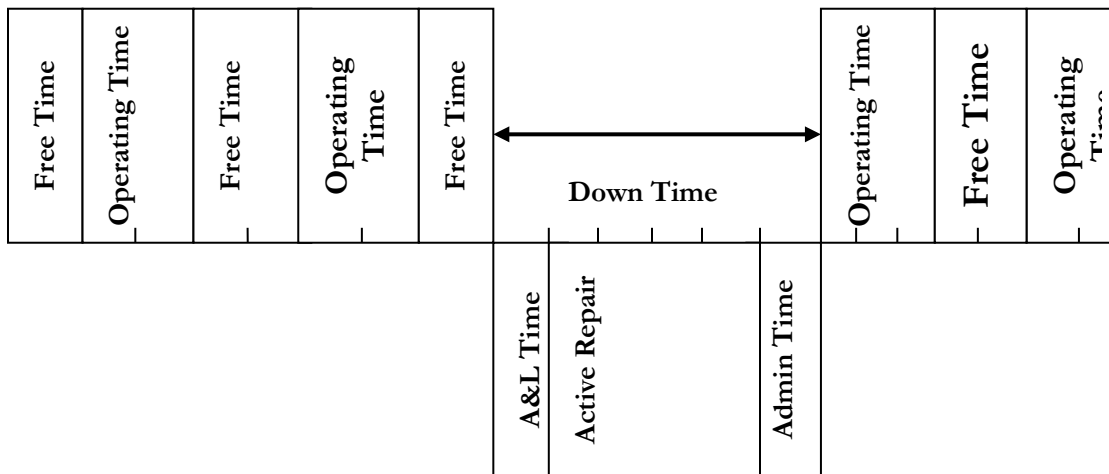 Free Time
Operating Time
Free Time
Operating
Time
Free Time
Down Time
Operating Time
Free Time
Operating
Time
A&L Time
Active Repair
Admin Time